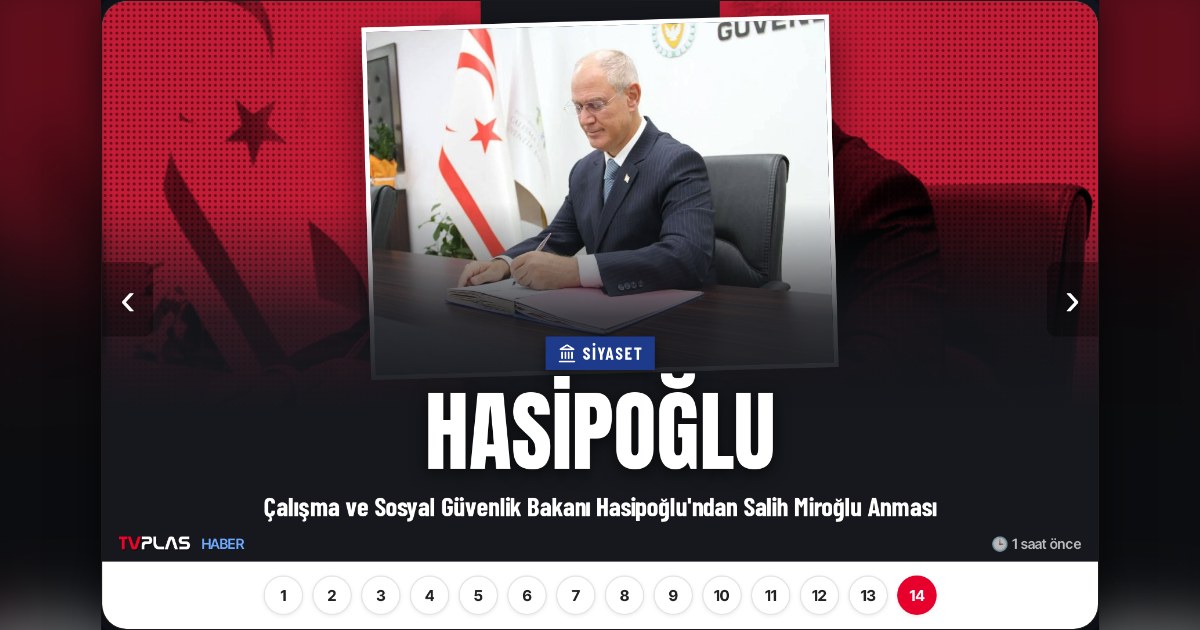 SİYASET
HASİPOĞLU
Çalışma ve Sosyal Güvenlik Bakanı Hasipoğlu'ndan Salih Miroğlu Anması
TVPLAS HABER
1 saat önce
1 2 3 4 5 6 7 8 9 10 11 12 13 14